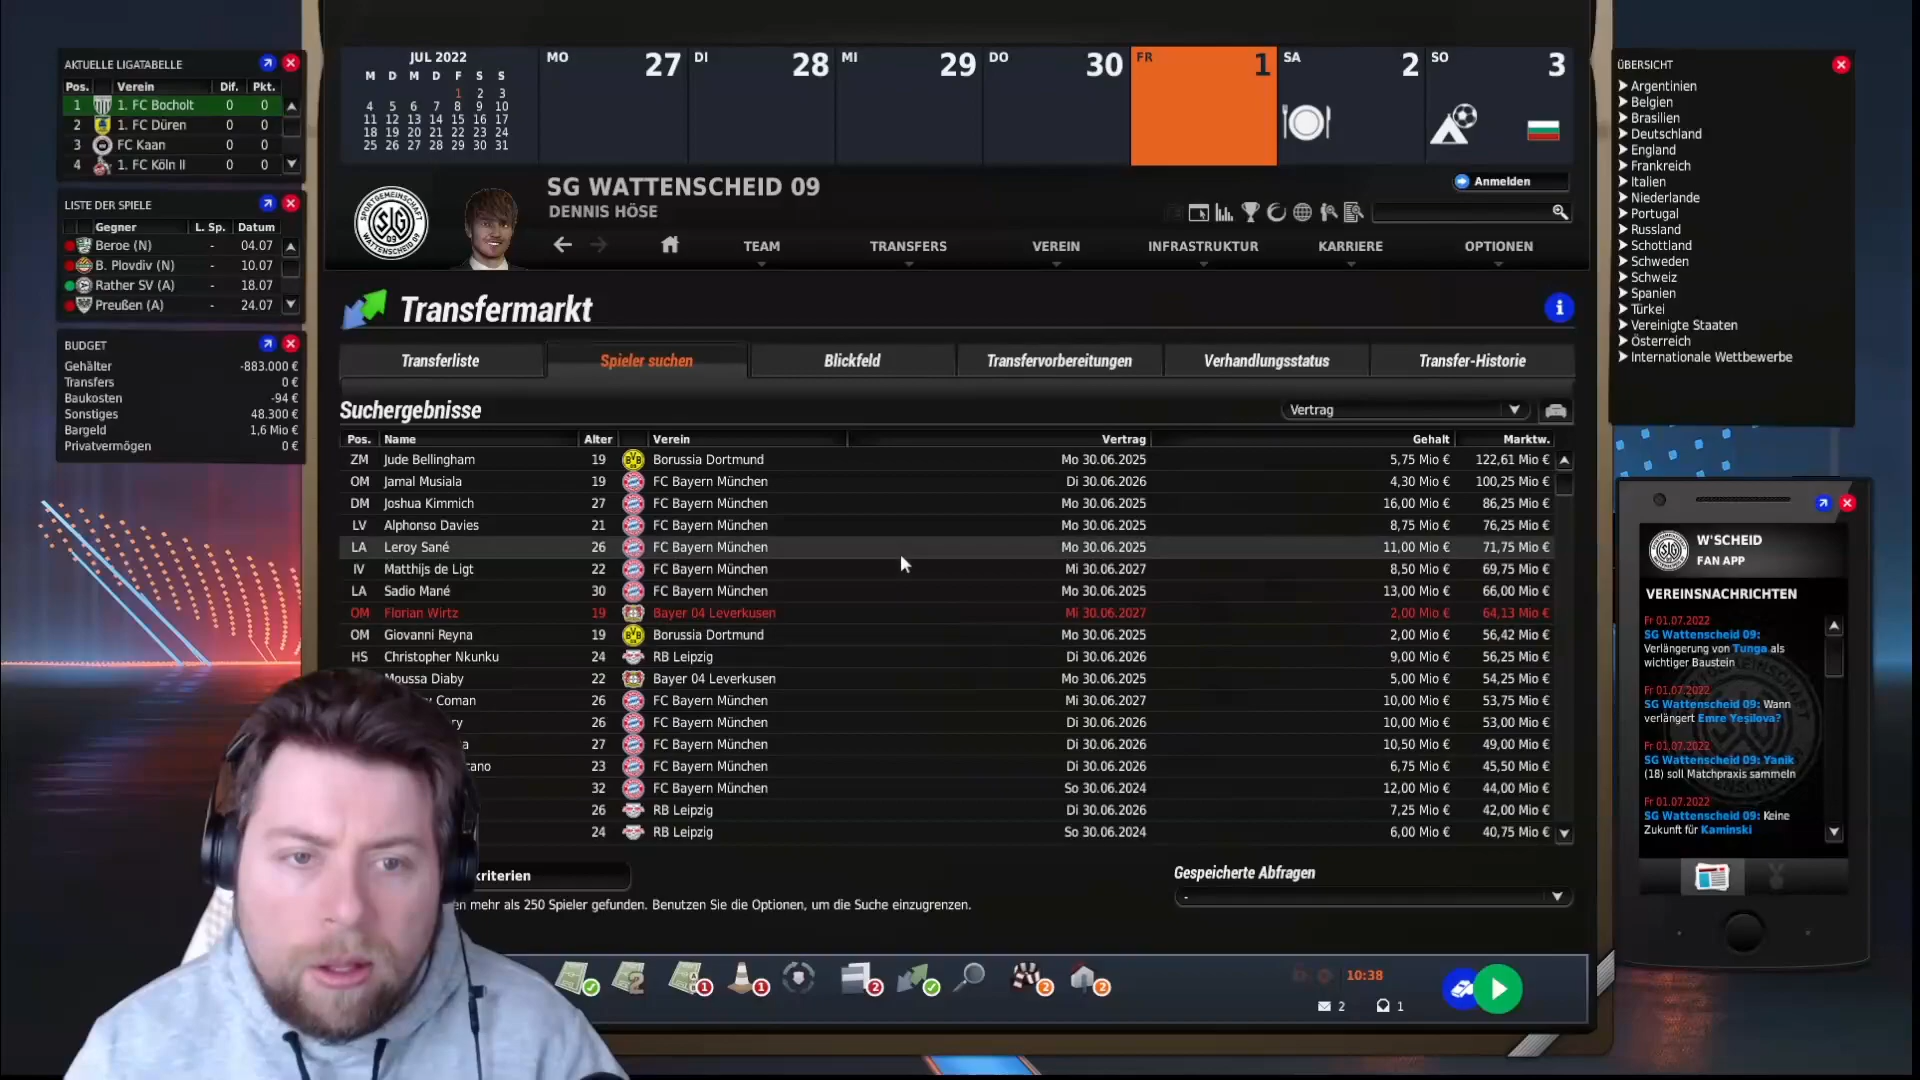 AKTUELLE LIGATABELLE
Pos. Verein Dif. Pkt.
1 1. FC Bocholt 0 0
2 1. FC Düren 0 0
3 FC Kaan 0 0
4 1. FC Köln II 0 0
LISTE DER SPIELE
Gegner L. Sp. Datum
Beroe (N) - 04.07
B. Plovdiv (N) - 10.07
Rather SV (A) - 18.07
Preußen (A) - 24.07
BUDGET
Gehälter -883.000 €
Transfers 0 €
Baukosten -94 €
Sonstiges 48.300 €
Bargeld 1,6 Mio €
Privatvermögen 0 €
JUL 2022
M D M D F S S
1 2 3
4 5 6 7 8 9 10
11 12 13 14 15 16 17
18 19 20 21 22 23 24
25 26 27 28 29 30 31
MO 27 DI 28 MI 29 DO 30 FR 1 SA 2 SO 3
SG WATTENSCHEID 09
DENNIS HÖSE
Anmelden
TEAM TRANSFERS VEREIN INFRASTRUKTUR KARRIERE OPTIONEN
Transfermarkt
Transferliste Spieler suchen Blickfeld Transfervorbereitungen Verhandlungsstatus Transfer-Historie
Suchergebnisse
Vertrag
Pos. Name Alter Verein Vertrag Gehalt Marktw.
ZM Jude Bellingham 19 Borussia Dortmund Mo 30.06.2025 5,75 Mio € 122,61 Mio €
OM Jamal Musiala 19 FC Bayern München Di 30.06.2026 4,30 Mio € 100,25 Mio €
DM Joshua Kimmich 27 FC Bayern München Mo 30.06.2025 16,00 Mio € 86,25 Mio €
LV Alphonso Davies 21 FC Bayern München Mo 30.06.2025 8,75 Mio € 76,25 Mio €
LA Leroy Sané 26 FC Bayern München Mo 30.06.2025 11,00 Mio € 71,75 Mio €
IV Matthijs de Ligt 22 FC Bayern München Mi 30.06.2027 8,50 Mio € 69,75 Mio €
LA Sadio Mané 30 FC Bayern München Mo 30.06.2025 13,00 Mio € 66,00 Mio €
OM Florian Wirtz 19 Bayer 04 Leverkusen Mi 30.06.2027 2,00 Mio € 64,13 Mio €
OM Giovanni Reyna 19 Borussia Dortmund Mo 30.06.2025 2,00 Mio € 56,42 Mio €
HS Christopher Nkunku 24 RB Leipzig Di 30.06.2026 9,00 Mio € 56,25 Mio €
Moussa Diaby 22 Bayer 04 Leverkusen Mo 30.06.2025 5,00 Mio € 54,25 Mio €
y Coman 26 FC Bayern München Mi 30.06.2027 10,00 Mio € 53,75 Mio €
ry 26 FC Bayern München Di 30.06.2026 10,00 Mio € 53,00 Mio €
a 27 FC Bayern München Di 30.06.2026 10,50 Mio € 49,00 Mio €
cano 23 FC Bayern München Di 30.06.2026 6,75 Mio € 45,50 Mio €
32 FC Bayern München So 30.06.2024 12,00 Mio € 44,00 Mio €
26 RB Leipzig Di 30.06.2026 7,25 Mio € 42,00 Mio €
24 RB Leipzig So 30.06.2024 6,00 Mio € 40,75 Mio €
kriterien
en mehr als 250 Spieler gefunden. Benutzen Sie die Optionen, um die Suche einzugrenzen.
Gespeicherte Abfragen
-
2
1 1 2 2 2
10:38
2 1
ÜBERSICHT
Argentinien
Belgien
Brasilien
Deutschland
England
Frankreich
Italien
Niederlande
Portugal
Russland
Schottland
Schweden
Schweiz
Spanien
Türkei
Vereinigte Staaten
Österreich
Internationale Wettbewerbe
W'SCHEID
FAN APP
VEREINSNACHRICHTEN
Fr 01.07.2022
SG Wattenscheid 09:
Verlängerung von Tunga als
wichtiger Baustein
Fr 01.07.2022
SG Wattenscheid 09: Wann
verlängert Emre Yeşilova?
Fr 01.07.2022
SG Wattenscheid 09: Yanik
(18) soll Matchpraxis sammeln
Fr 01.07.2022
SG Wattenscheid 09: Keine
Zukunft für Kaminski